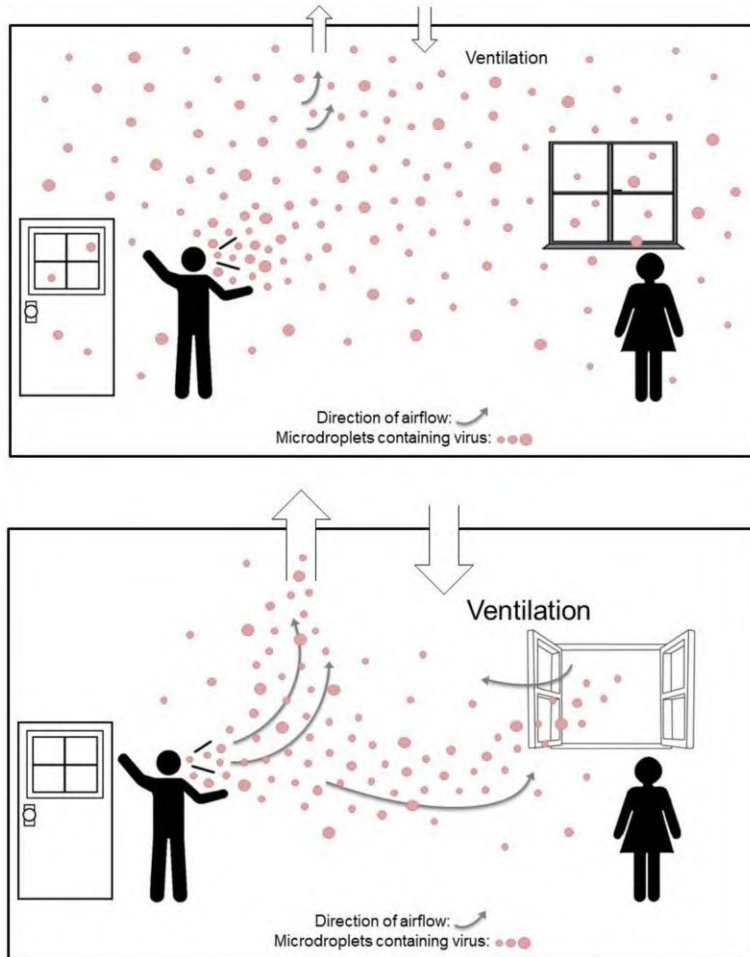 Ventilation
Direction of airflow:
Microdroplets containing virus:
Ventilation
Direction of airflow:
Microdroplets containing virus: